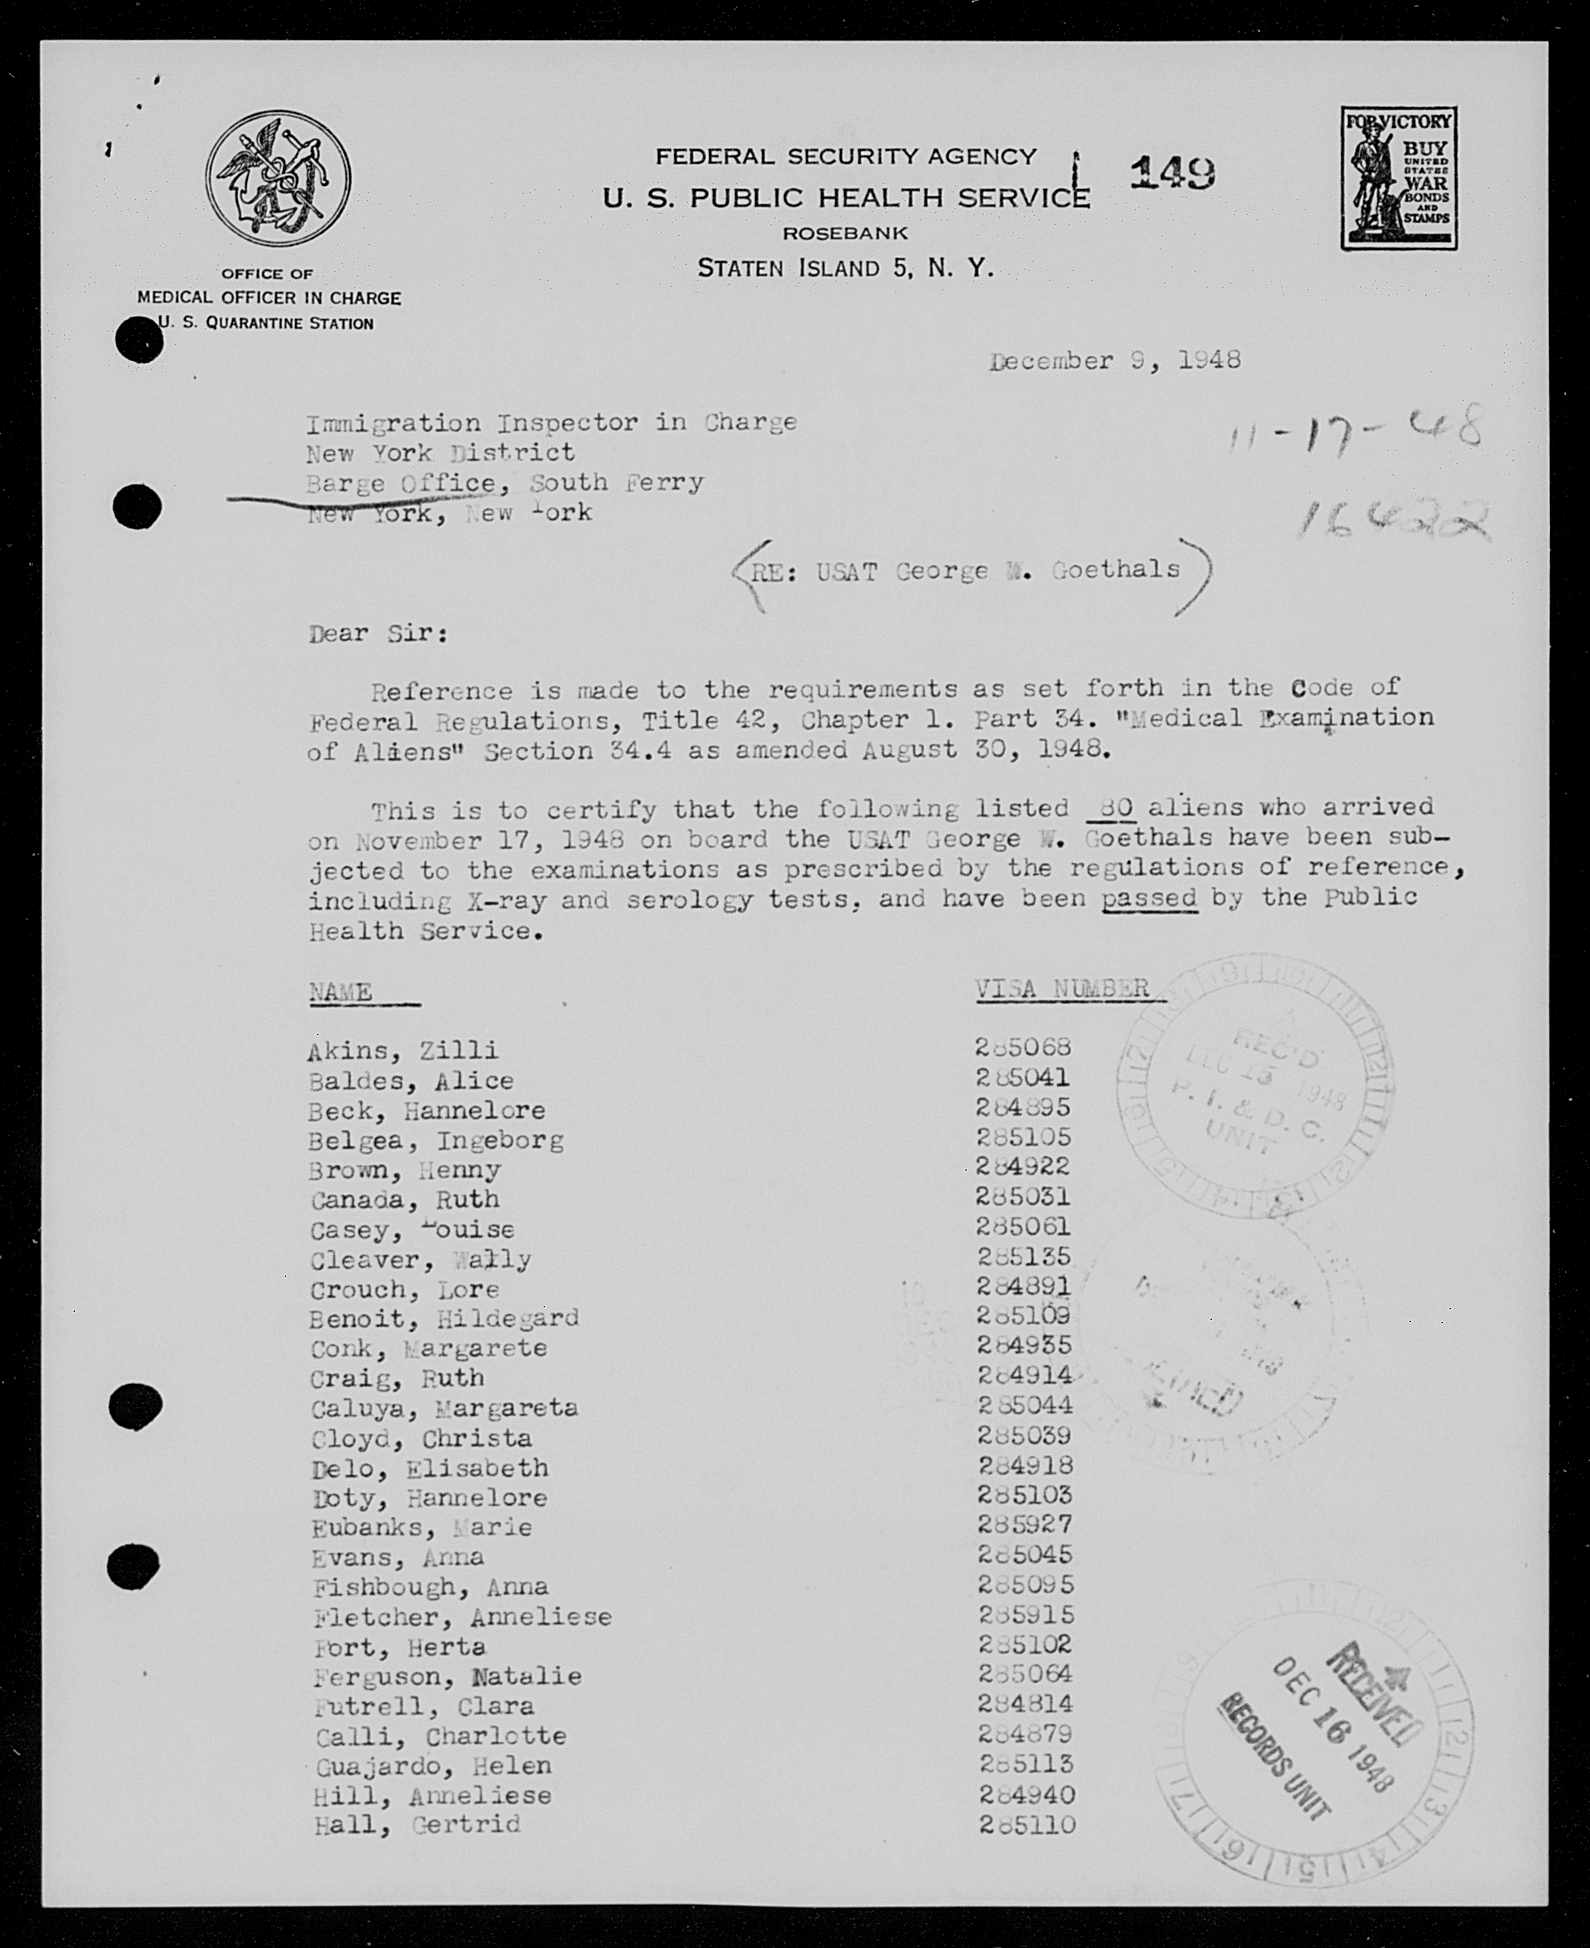 FOR VICTORY
BUY
UNITED
STATES
WAR
BONDS
AND
STAMPS
FEDERAL SECURITY AGENCY
149
U. S. PUBLIC HEALTH SERVICE
ROSEBANK
STATEN ISLAND 5, N. Y.
OFFICE OF
MEDICAL OFFICER IN CHARGE
U. S. QUARANTINE STATION
December 9, 1948
Immigration Inspector in Charge
New York District
Barge Office, South Ferry
New York, New York
11-17-48
16422
(RE: USAT George W. Goethals)
Dear Sir:
Reference is made to the requirements as set forth in the Code of
Federal Regulations, Title 42, Chapter 1. Part 34. "Medical Examination
of Aliens" Section 34.4 as amended August 30, 1948.
This is to certify that the following listed 80 aliens who arrived
on November 17, 1948 on board the USAT George W. Goethals have been sub-
jected to the examinations as prescribed by the regulations of reference,
including X-ray and serology tests, and have been passed by the Public
Health Service.
NAME VISA NUMBER
Akins, Zilli 285068
Baldes, Alice 285041
Beck, Hannelore 284895
Belgea, Ingeborg 285105
Brown, Henny 284922
Canada, Ruth 285031
Casey, Louise 285061
Cleaver, Wally 285135
Crouch, Lore 284891
Benoit, Hildegard 285109
Conk, Margarete 284935
Craig, Ruth 284914
Caluya, Margareta 285044
Cloyd, Christa 285039
Delo, Elisabeth 284918
Doty, Hannelore 285103
Eubanks, Marie 285927
Evans, Anna 285045
Fishbough, Anna 285095
Fletcher, Anneliese 285915
Fort, Herta 285102
Ferguson, Natalie 285064
Futrell, Clara 284814
Galli, Charlotte 284879
Guajardo, Helen 285113
Hill, Anneliese 284940
Hall, Gertrid 285110
REC'D
DEC 15 1948
P. I. & D. C.
UNIT
RECEIVED
DEC 16 1948
RECORDS UNIT